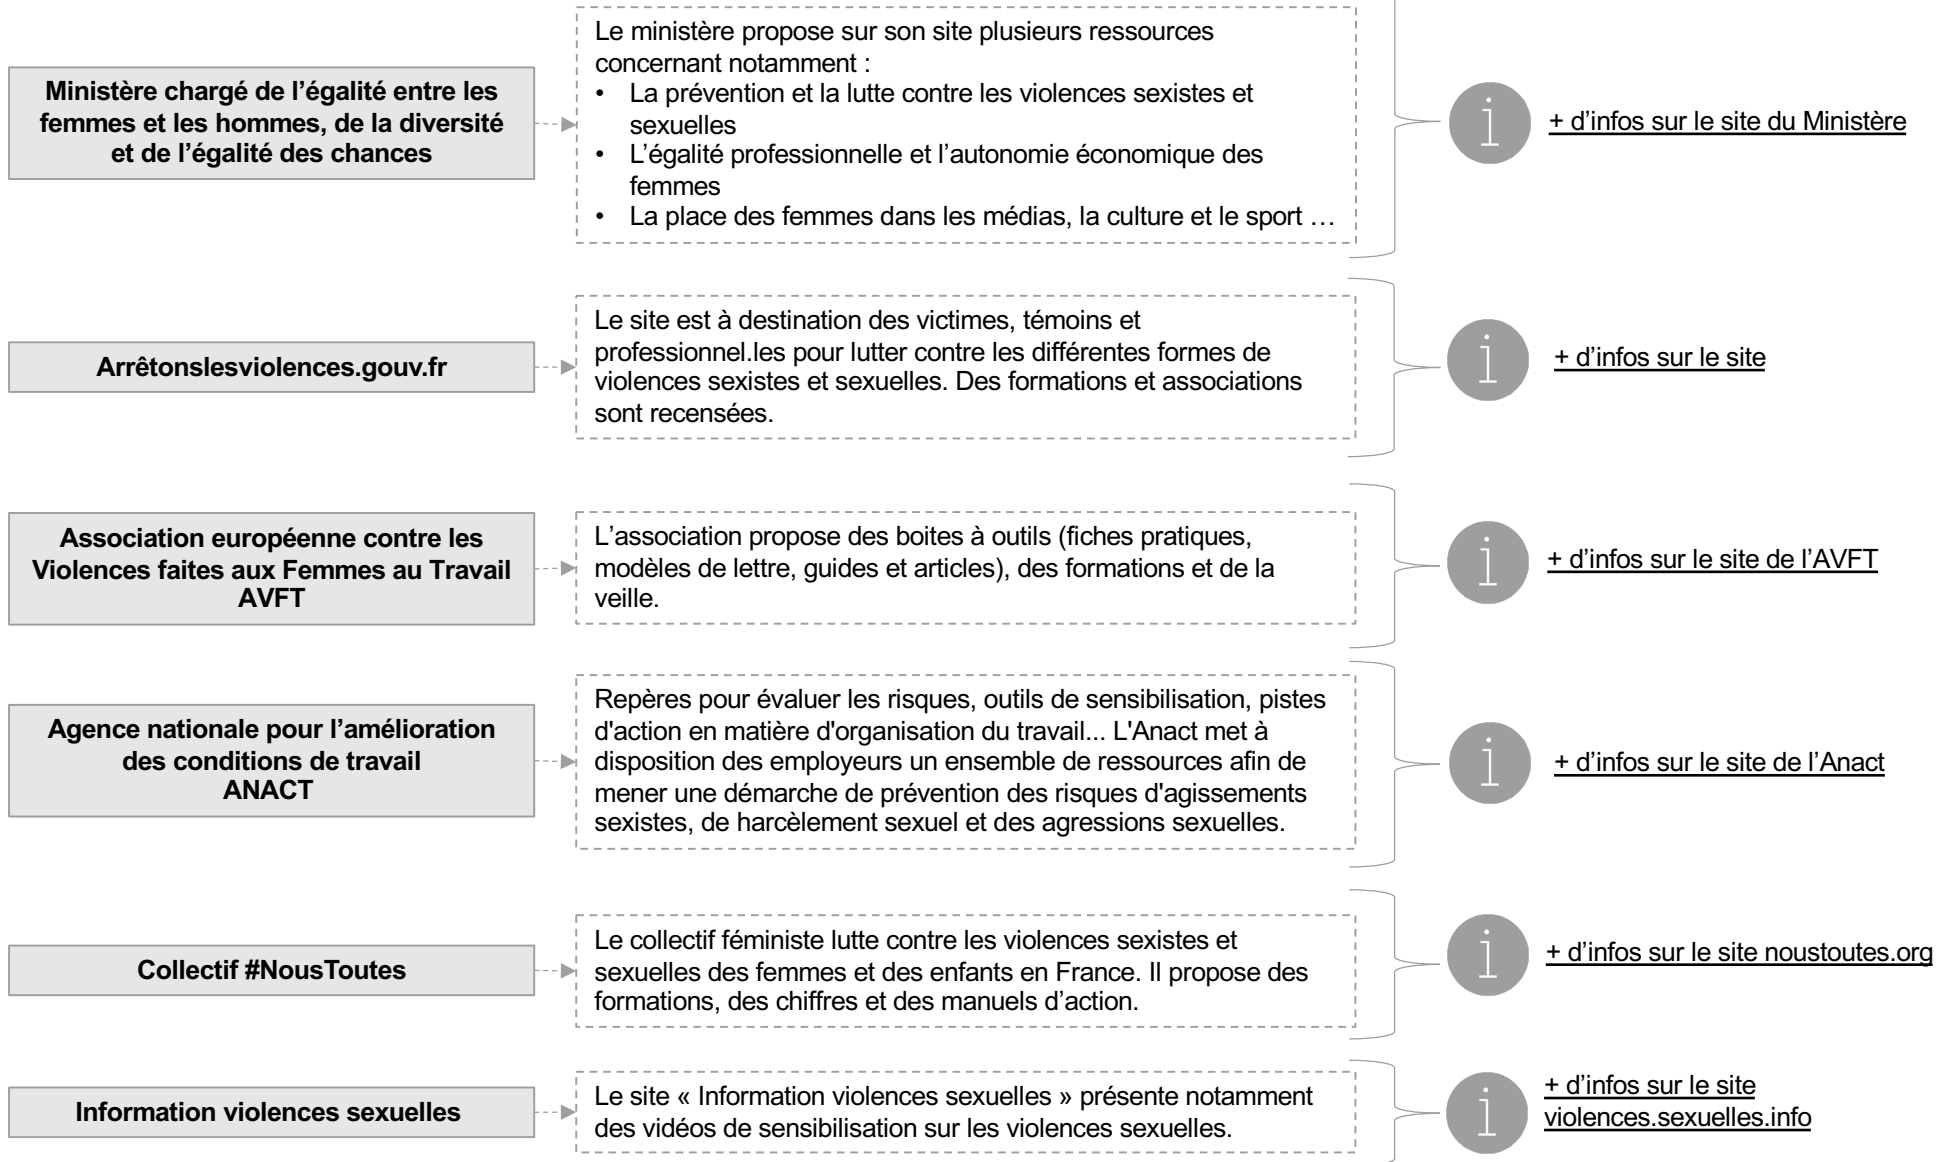 Ministère chargé de l’égalité entre les
femmes et les hommes, de la diversité
et de l’égalité des chances
Le ministère propose sur son site plusieurs ressources
concernant notamment :
• La prévention et la lutte contre les violences sexistes et
sexuelles
• L’égalité professionnelle et l’autonomie économique des
femmes
• La place des femmes dans les médias, la culture et le sport …
+ d’infos sur le site du Ministère
Arrêtonslesviolences.gouv.fr
Le site est à destination des victimes, témoins et
professionnel.les pour lutter contre les différentes formes de
violences sexistes et sexuelles. Des formations et associations
sont recensées.
+ d’infos sur le site
Association européenne contre les
Violences faites aux Femmes au Travail
AVFT
L’association propose des boites à outils (fiches pratiques,
modèles de lettre, guides et articles), des formations et de la
veille.
+ d’infos sur le site de l’AVFT
Agence nationale pour l’amélioration
des conditions de travail
ANACT
Repères pour évaluer les risques, outils de sensibilisation, pistes
d'action en matière d'organisation du travail... L'Anact met à
disposition des employeurs un ensemble de ressources afin de
mener une démarche de prévention des risques d'agissements
sexistes, de harcèlement sexuel et des agressions sexuelles.
+ d’infos sur le site de l’Anact
Collectif #NousToutes
Le collectif féministe lutte contre les violences sexistes et
sexuelles des femmes et des enfants en France. Il propose des
formations, des chiffres et des manuels d’action.
+ d’infos sur le site noustoutes.org
Information violences sexuelles
Le site « Information violences sexuelles » présente notamment
des vidéos de sensibilisation sur les violences sexuelles.
+ d’infos sur le site
violences.sexuelles.info